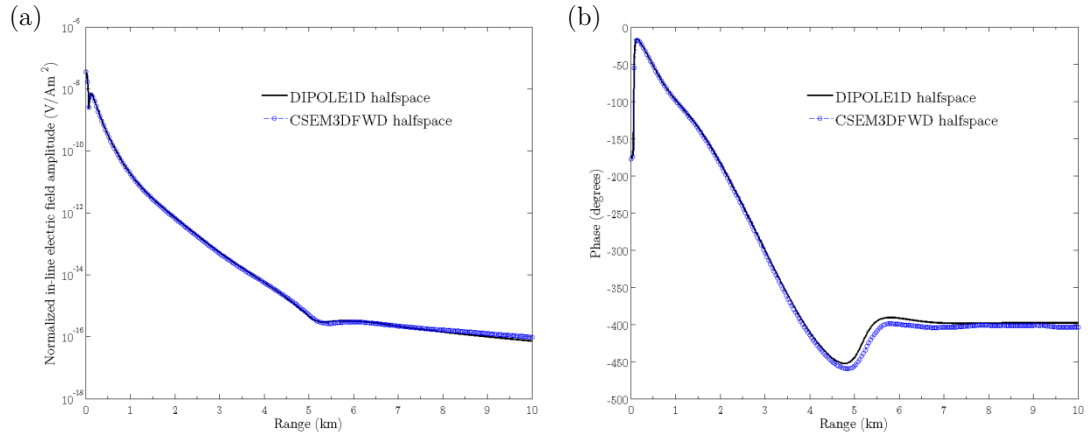 (a)
Normalized in-line electric field amplitude (V/Am 2)
10-6
10-8
10-10
10-12
10-14
10-16
10-18
DIPOLE1D halfspace
CSEM3DFWD halfspace
0 1 2 3 4 5 6 7 8 9 10
Range (km)
(b)
Phase (degrees)
0
-50
-100
-150
-200
-250
-300
-350
-400
-450
-500
DIPOLE1D halfspace
CSEM3DFWD halfspace
0 1 2 3 4 5 6 7 8 9 10
Range (km)